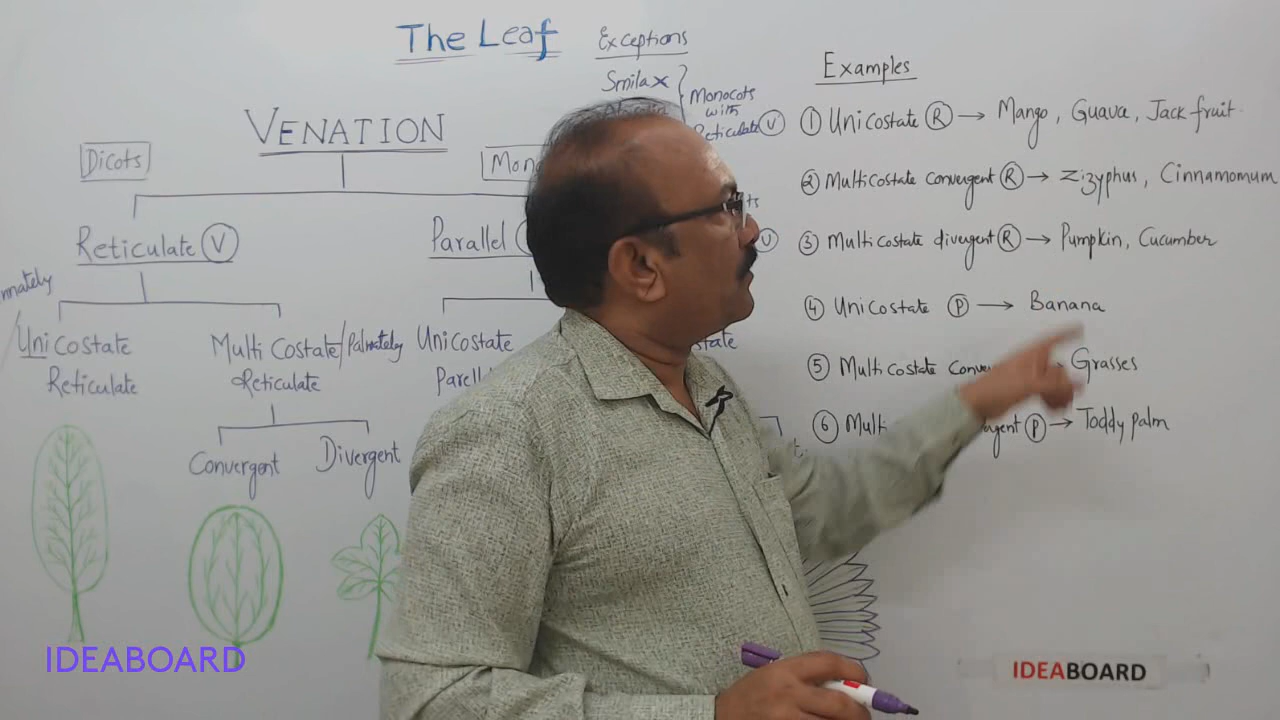 The Leaf
Exceptions
Smilax
Monocots
with
Reticulate V
VENATION
Dicots
Reticulate V
Parallel
Unicostate
Reticulate
Multi Costate/Palmately
Reticulate
Convergent
Divergent
Unicostate
Parellel
Examples
1 Unicostate R → Mango, Guava, Jack fruit.
2 Multicostate convergent R → Zizyphus, Cinnamomum
3 Multicostate divergent R → Pumpkin, Cucumber
4 Unicostate P → Banana
5 Multicostate → Grasses
6 Multi P → Toddy palm
IDEABOARD
IDEABOARD